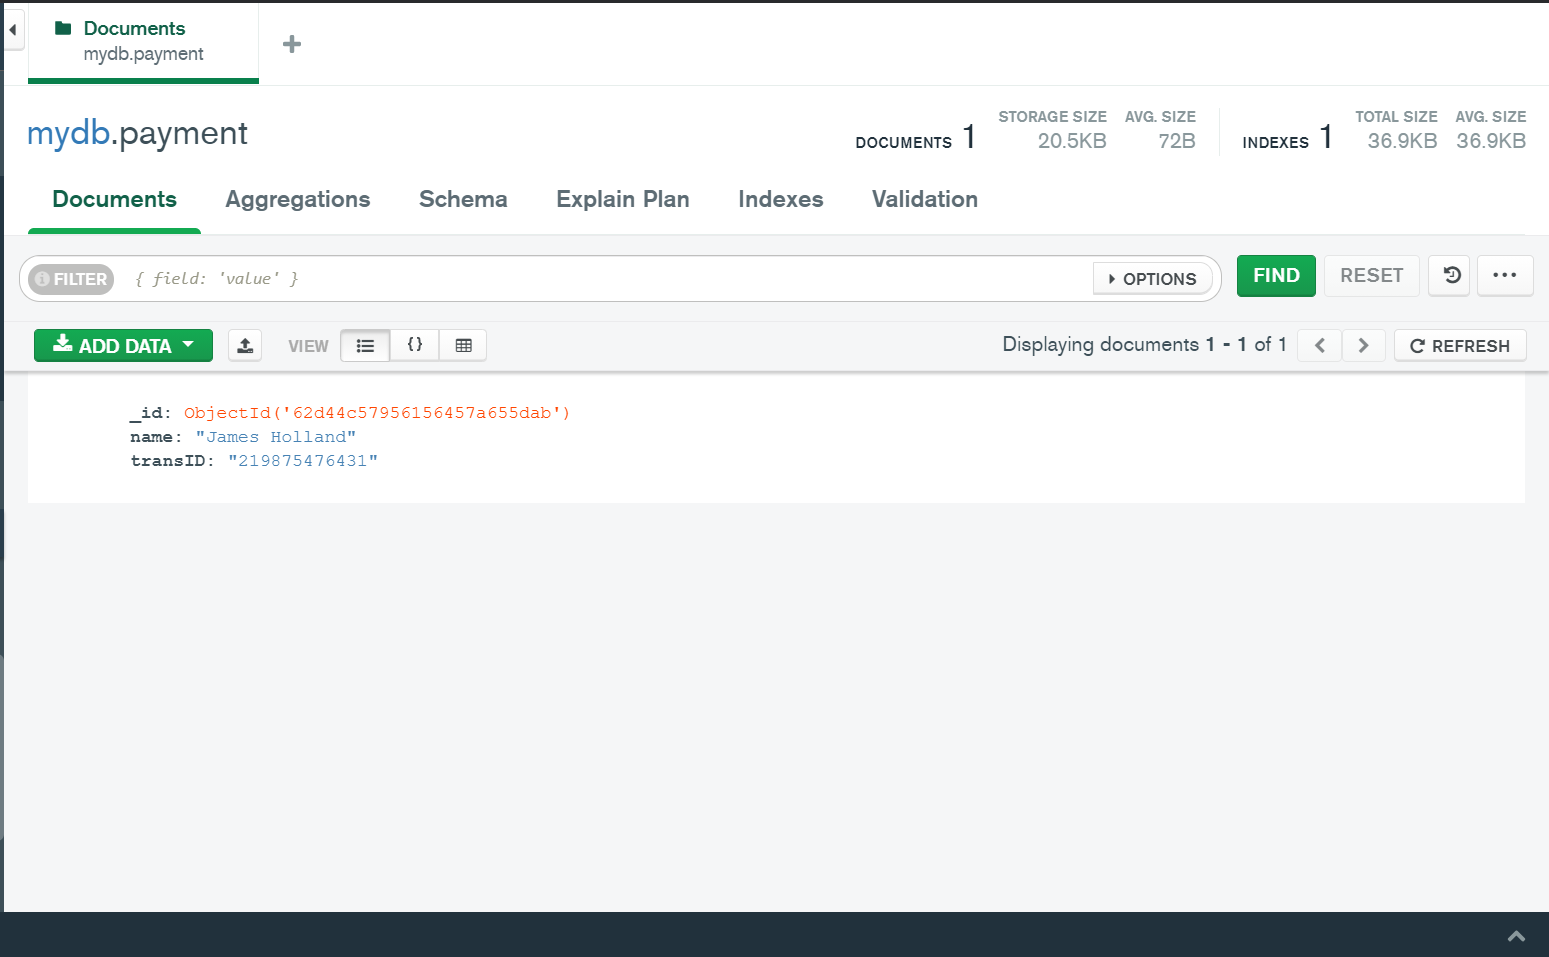 Documents
mydb.payment
mydb.payment
DOCUMENTS 1
STORAGE SIZE
20.5KB
AVG. SIZE
72B
INDEXES 1
TOTAL SIZE
36.9KB
AVG. SIZE
36.9KB
Documents Aggregations Schema Explain Plan Indexes Validation
FILTER { field: 'value' } OPTIONS FIND RESET
ADD DATA VIEW {} Displaying documents 1 - 1 of 1 REFRESH
_id: ObjectId('62d44c57956156457a655dab')
name: "James Holland"
transID: "219875476431"